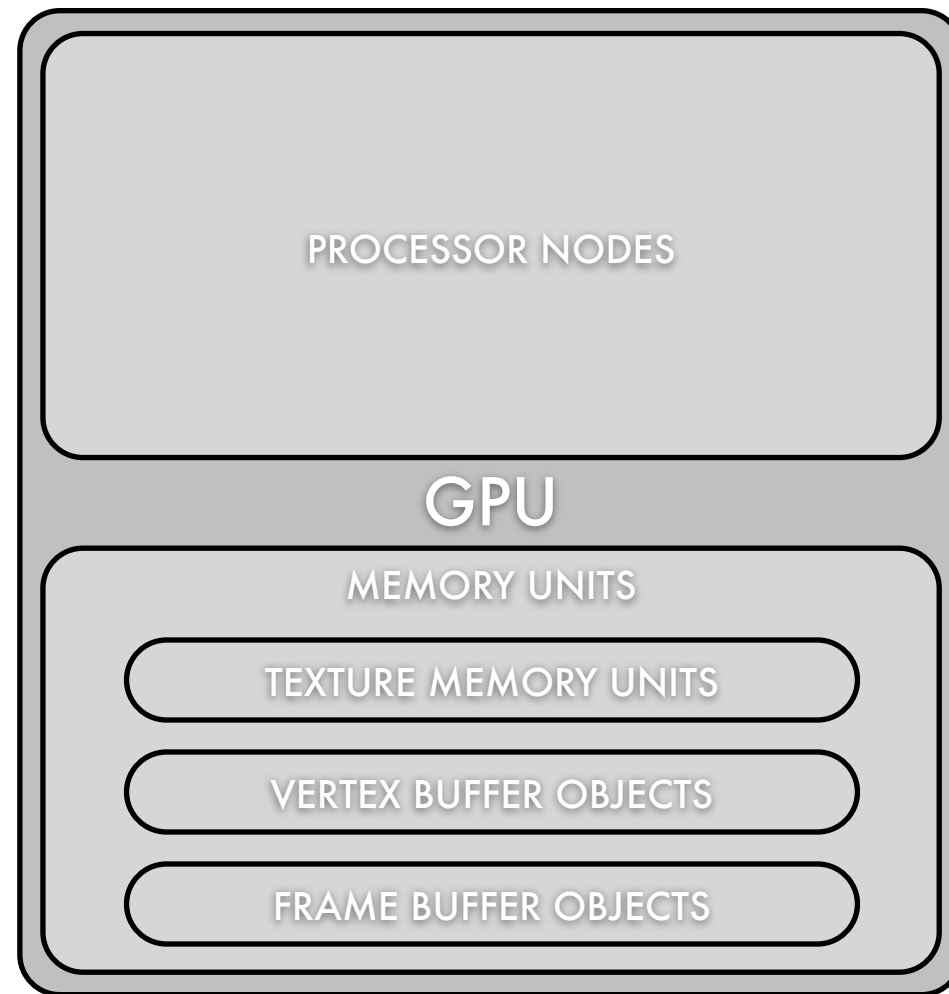 PROCESSOR NODES
GPU
MEMORY UNITS
TEXTURE MEMORY UNITS
VERTEX BUFFER OBJECTS
FRAME BUFFER OBJECTS